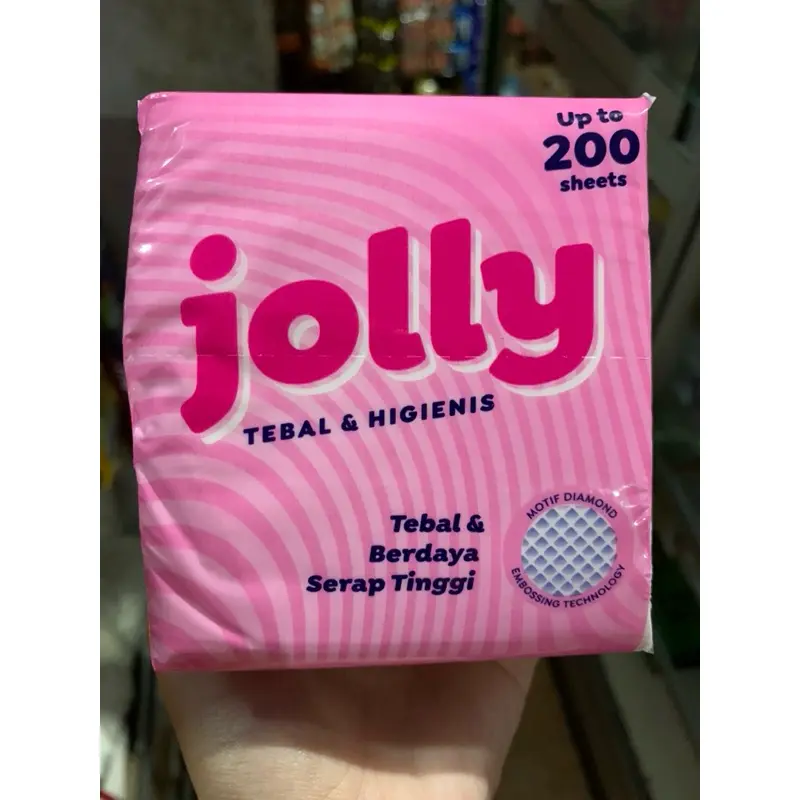 Up to
200
sheets
jolly
TEBAL & HIGIENIS
Tebal &
Berdaya
Serap Tinggi
MOTIF DIAMOND
EMBOSSING TECHNOLOGY